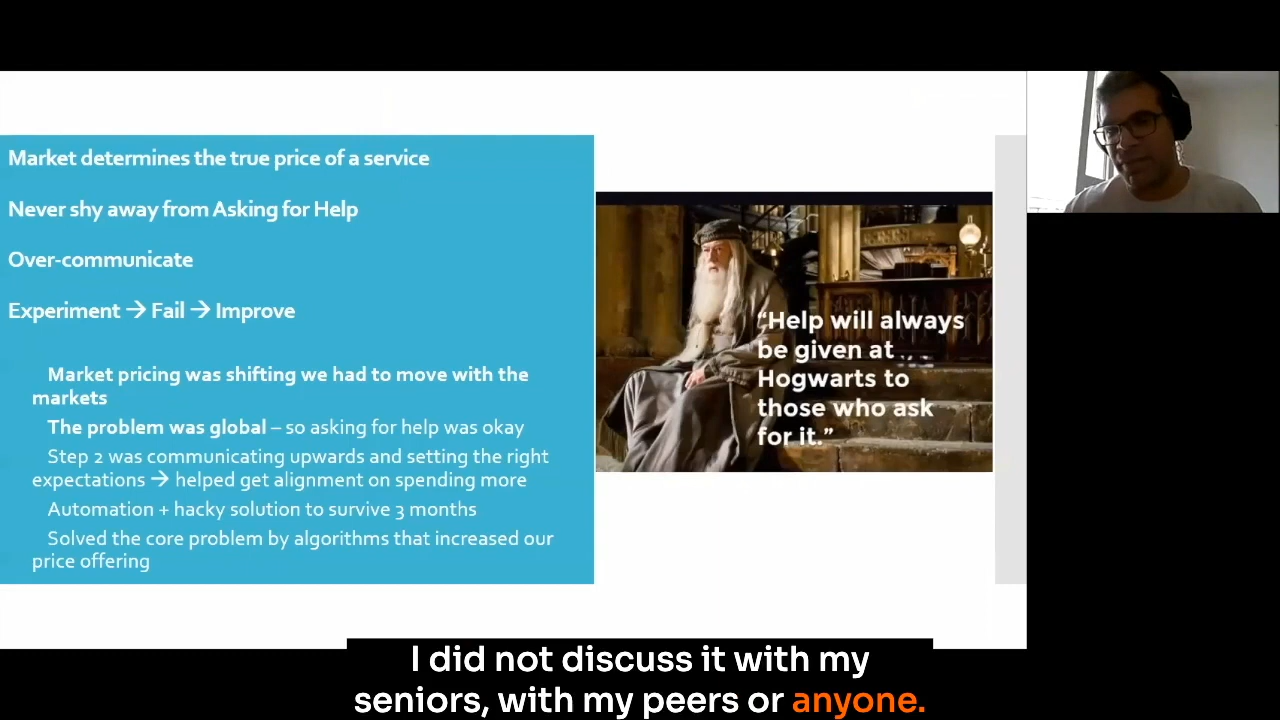 Market determines the true price of a service
Never shy away from Asking for Help
Over-communicate
Experiment → Fail → Improve
Market pricing was shifting we had to move with the
markets
The problem was global – so asking for help was okay
Step 2 was communicating upwards and setting the right
expectations → helped get alignment on spending more
Automation + hacky solution to survive 3 months
Solved the core problem by algorithms that increased our
price offering
“Help will always
be given at
Hogwarts to
those who ask
for it.”
I did not discuss it with my
seniors, with my peers or anyone.